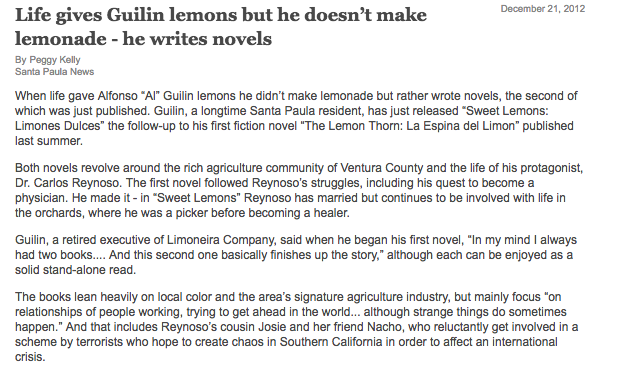 Life gives Guilin lemons but he doesn’t make
lemonade - he writes novels
December 21, 2012
By Peggy Kelly
Santa Paula News
When life gave Alfonso “Al” Guilin lemons he didn’t make lemonade but rather wrote novels, the second of
which was just published. Guilin, a longtime Santa Paula resident, has just released “Sweet Lemons:
Limones Dulces” the follow-up to his first fiction novel “The Lemon Thorn: La Espina del Limon” published
last summer.
Both novels revolve around the rich agriculture community of Ventura County and the life of his protagonist,
Dr. Carlos Reynoso. The first novel followed Reynoso’s struggles, including his quest to become a
physician. He made it - in “Sweet Lemons” Reynoso has married but continues to be involved with life in
the orchards, where he was a picker before becoming a healer.
Guilin, a retired executive of Limoneira Company, said when he began his first novel, “In my mind I always
had two books.... And this second one basically finishes up the story,” although each can be enjoyed as a
solid stand-alone read.
The books lean heavily on local color and the area’s signature agriculture industry, but mainly focus “on
relationships of people working, trying to get ahead in the world... although strange things do sometimes
happen.” And that includes Reynoso’s cousin Josie and her friend Nacho, who reluctantly get involved in a
scheme by terrorists who hope to create chaos in Southern California in order to affect an international
crisis.